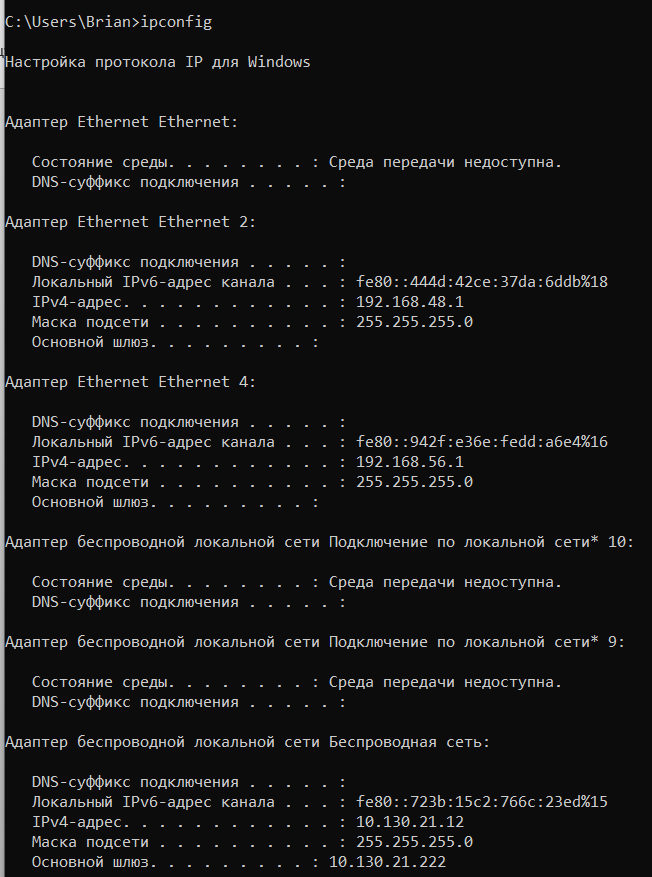 C:\Users\Brian>ipconfig
Настройка протокола IP для Windows
Адаптер Ethernet Ethernet:
Состояние среды. . . . . . . . : Среда передачи недоступна.
DNS-суффикс подключения . . . . . :
Адаптер Ethernet Ethernet 2:
DNS-суффикс подключения . . . . . :
Локальный IPv6-адрес канала . . . : fe80::444d:42ce:37da:6ddb%18
IPv4-адрес. . . . . . . . . . . . : 192.168.48.1
Маска подсети . . . . . . . . . . : 255.255.255.0
Основной шлюз. . . . . . . . . :
Адаптер Ethernet Ethernet 4:
DNS-суффикс подключения . . . . . :
Локальный IPv6-адрес канала . . . : fe80::942f:e36e:fedd:a6e4%16
IPv4-адрес. . . . . . . . . . . . : 192.168.56.1
Маска подсети . . . . . . . . . . : 255.255.255.0
Основной шлюз. . . . . . . . . :
Адаптер беспроводной локальной сети Подключение по локальной сети* 10:
Состояние среды. . . . . . . . : Среда передачи недоступна.
DNS-суффикс подключения . . . . . :
Адаптер беспроводной локальной сети Подключение по локальной сети* 9:
Состояние среды. . . . . . . . : Среда передачи недоступна.
DNS-суффикс подключения . . . . . :
Адаптер беспроводной локальной сети Беспроводная сеть:
DNS-суффикс подключения . . . . . :
Локальный IPv6-адрес канала . . . : fe80::723b:15c2:766c:23ed%15
IPv4-адрес. . . . . . . . . . . . : 10.130.21.12
Маска подсети . . . . . . . . . . : 255.255.255.0
Основной шлюз. . . . . . . . . : 10.130.21.222